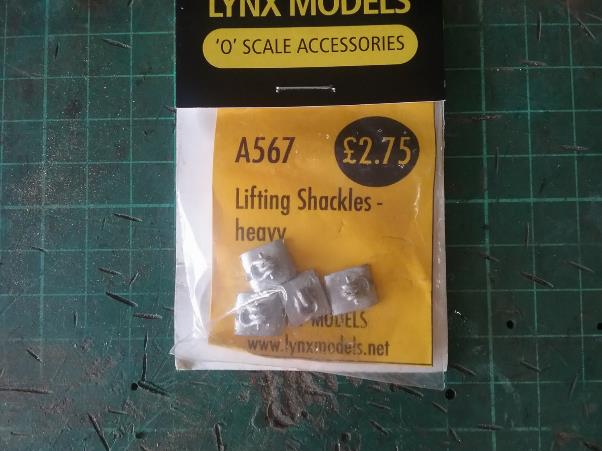 LYNX MODELS
'O' SCALE ACCESSORIES
A567
£2.75
Lifting Shackles -
heavy
MODELS
www.lynxmodels.net